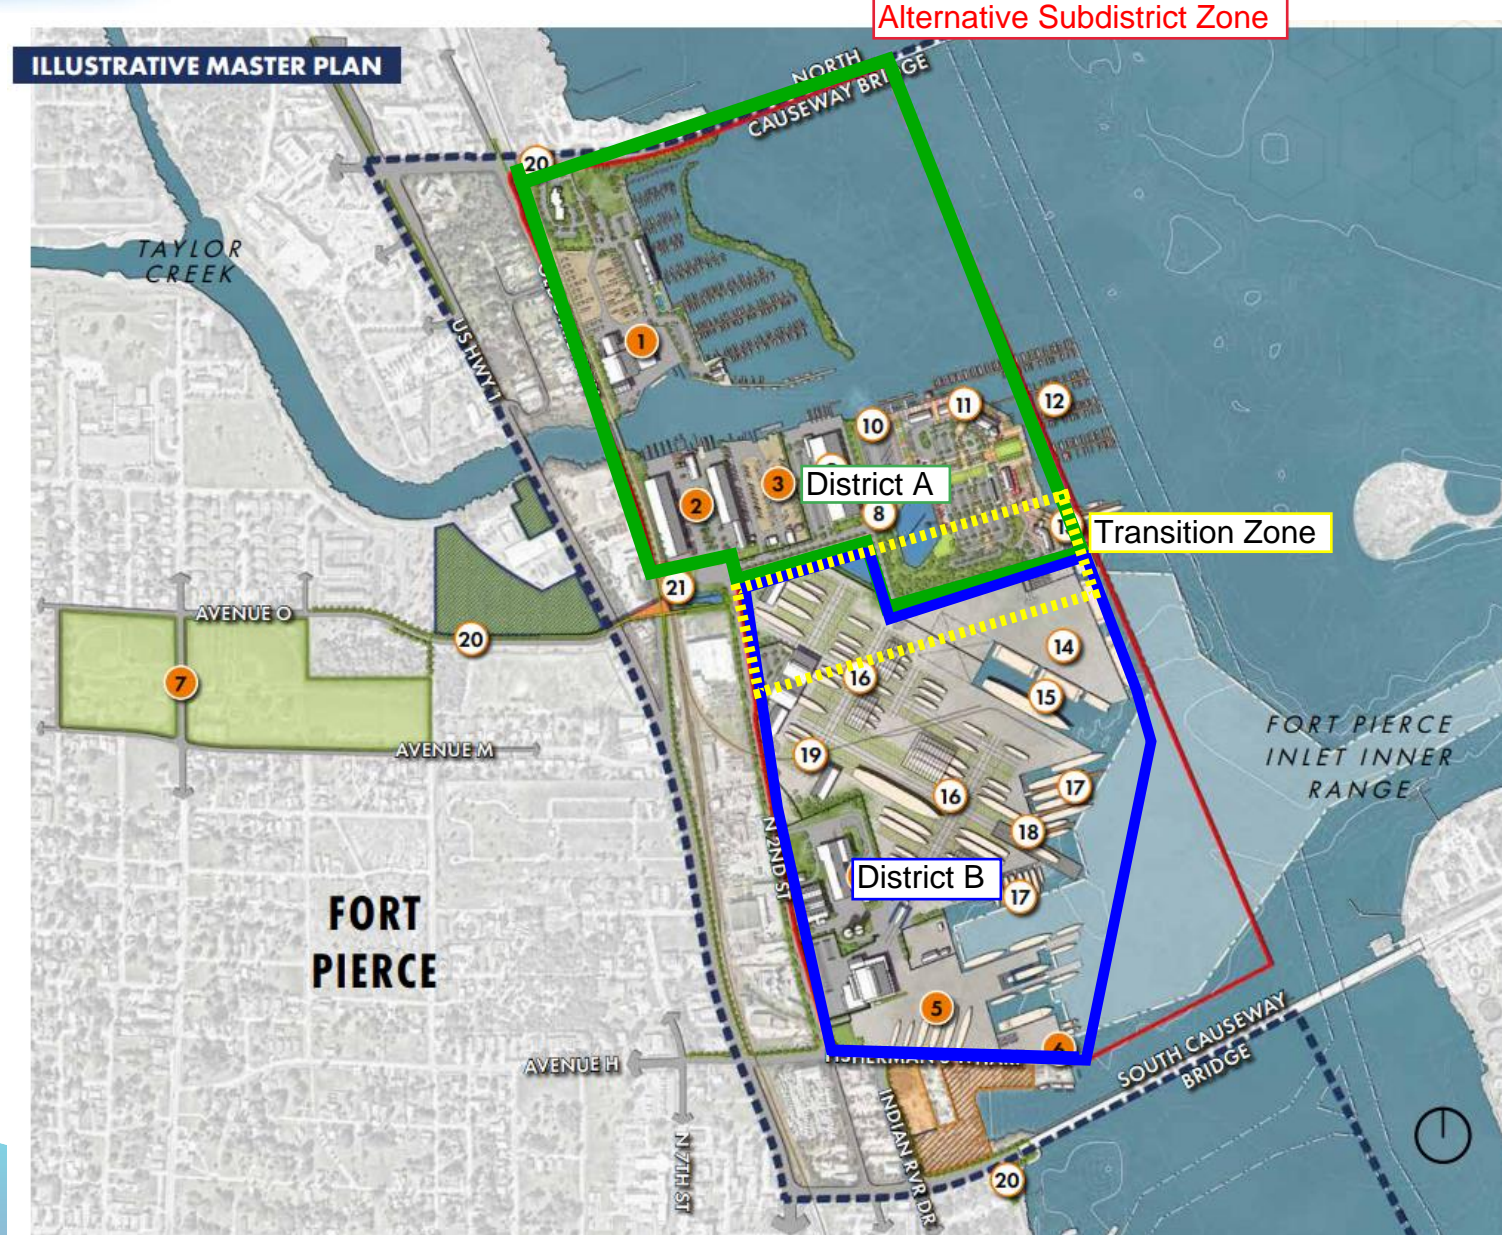 Alternative Subdistrict Zone
ILLUSTRATIVE MASTER PLAN
NORTH
CAUSEWAY BRIDGE
20
TAYLOR
CREEK
US HWY 1
1
12
11
10
3
District A
2
8
Transition Zone
21
AVENUE O
20
7
14
16
15
FORT PIERCE
INLET INNER
RANGE
AVENUE M
19
16
17
18
N 2ND ST
District B
17
FORT
PIERCE
5
6
SOUTH CAUSEWAY
BRIDGE
AVENUE H
INDIAN RVR DR
N 7TH ST
20